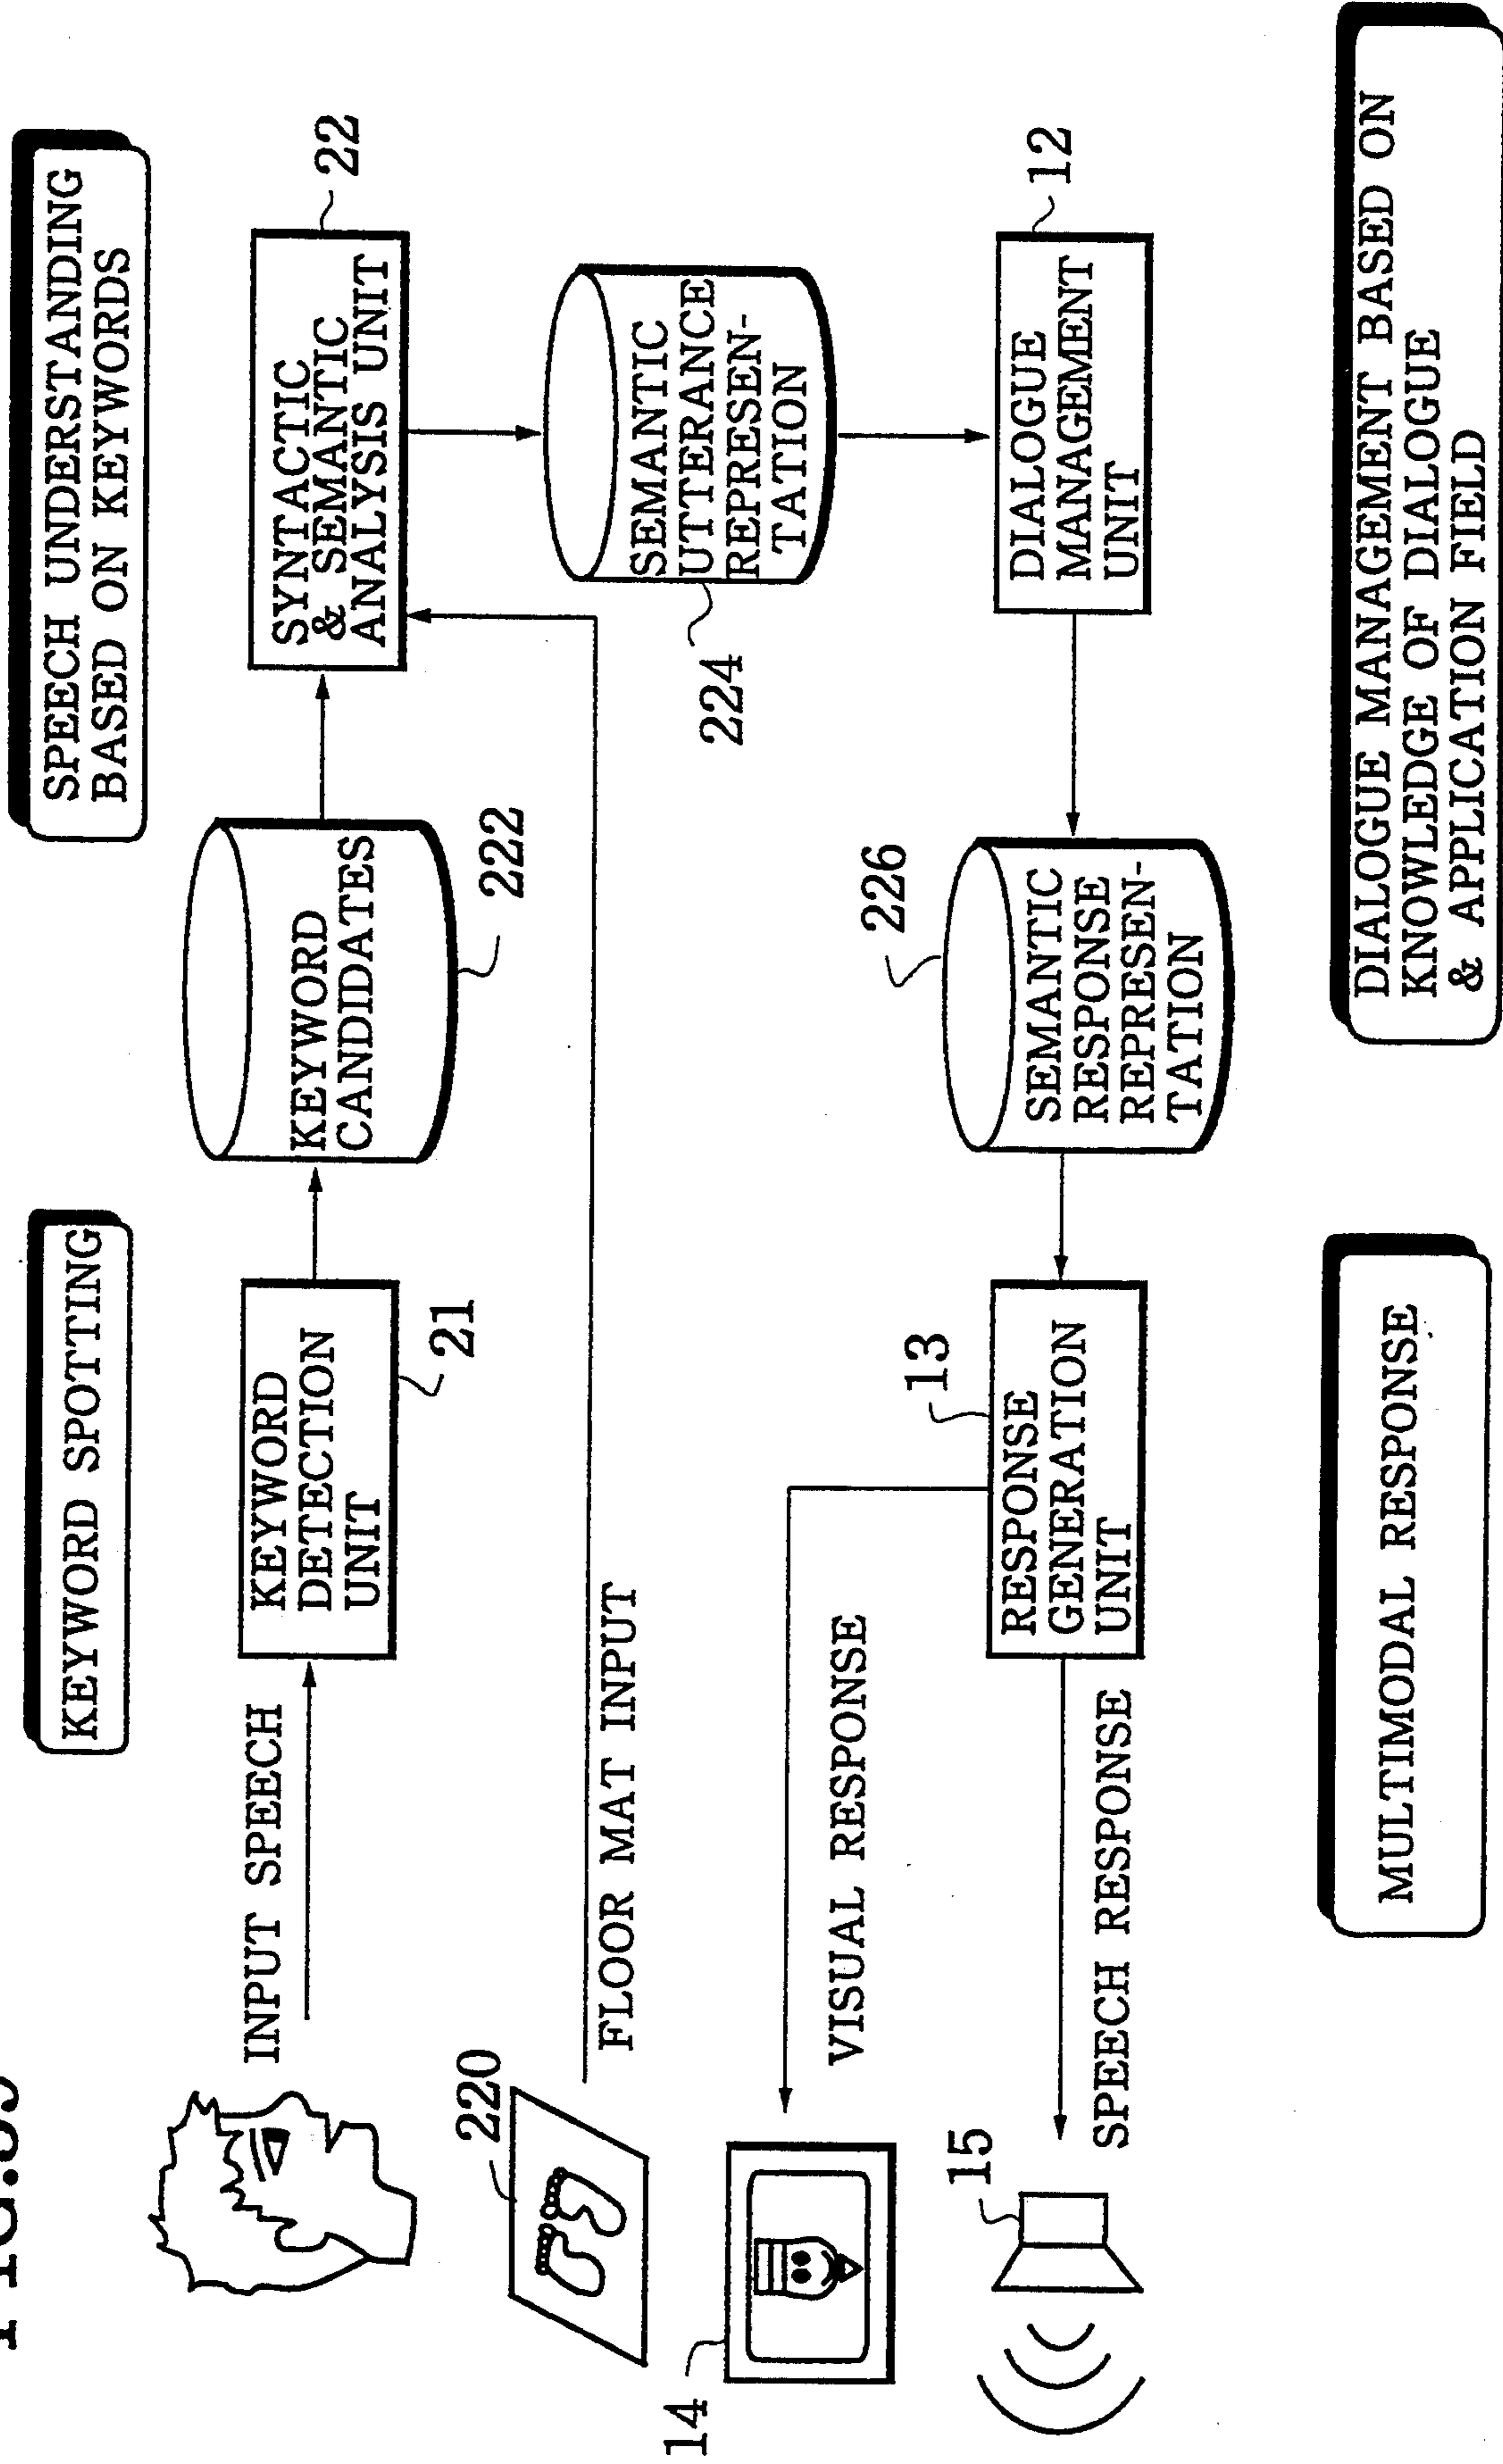 KEYWORD SPOTTING
SPEECH UNDERSTANDING
BASED ON KEYWORDS
INPUT SPEECH
KEYWORD
DETECTION
UNIT
21
KEYWORD
CANDIDATES
222
SYNTACTIC
& SEMANTIC
ANALYSIS UNIT
22
220
FLOOR MAT INPUT
SEMANTIC
UTTERANCE
REPRESEN-
TATION
224
14
VISUAL RESPONSE
15
SPEECH RESPONSE
13
RESPONSE
GENERATION
UNIT
226
SEMANTIC
RESPONSE
REPRESEN-
TATION
DIALOGUE
MANAGEMENT
UNIT
12
MULTIMODAL RESPONSE
DIALOGUE MANAGEMENT BASED ON
KNOWLEDGE OF DIALOGUE
& APPLICATION FIELD